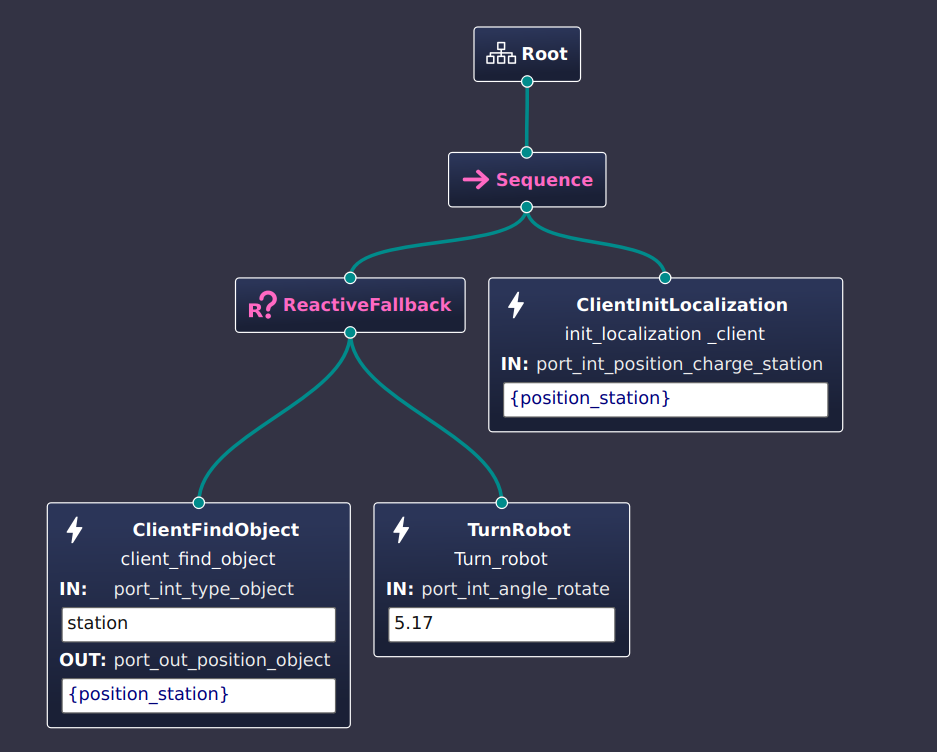 Root
Sequence
R? ReactiveFallback
ClientInitLocalization
init_localization _client
IN: port_int_position_charge_station
{position_station}
ClientFindObject
client_find_object
IN: port_int_type_object
station
OUT: port_out_position_object
{position_station}
TurnRobot
Turn_robot
IN: port_int_angle_rotate
5.17